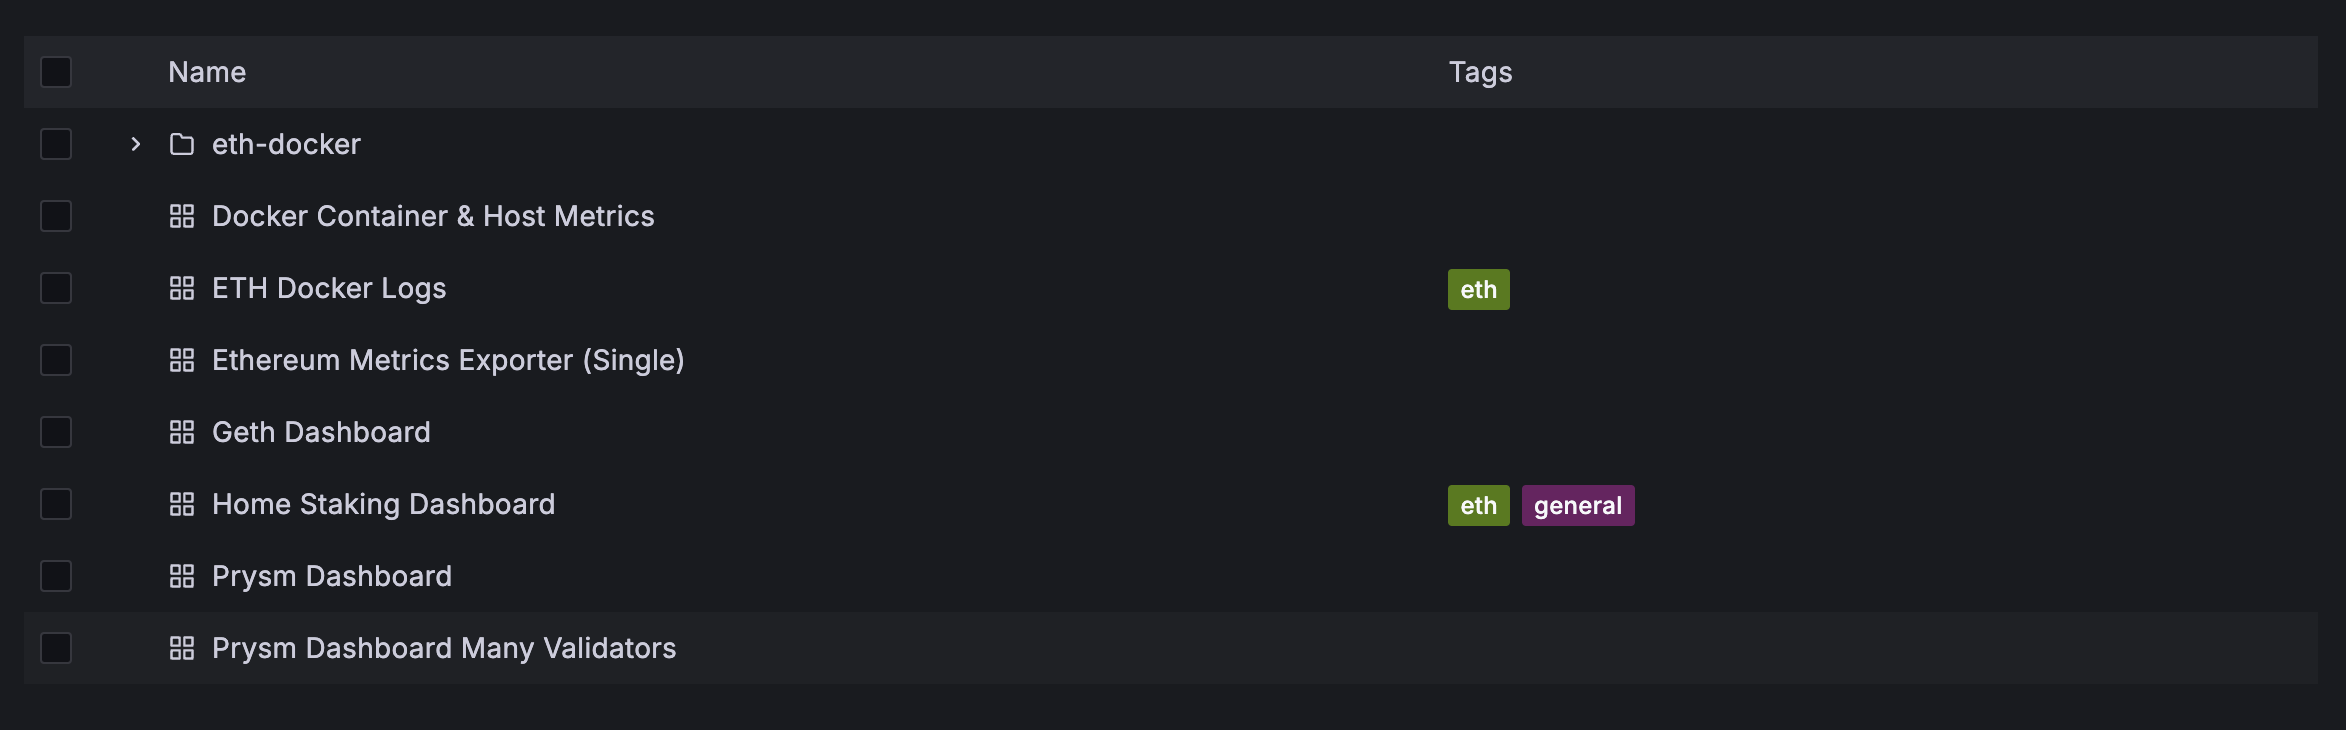 Name Tags
eth-docker
Docker Container & Host Metrics
ETH Docker Logs eth
Ethereum Metrics Exporter (Single)
Geth Dashboard
Home Staking Dashboard eth general
Prysm Dashboard
Prysm Dashboard Many Validators